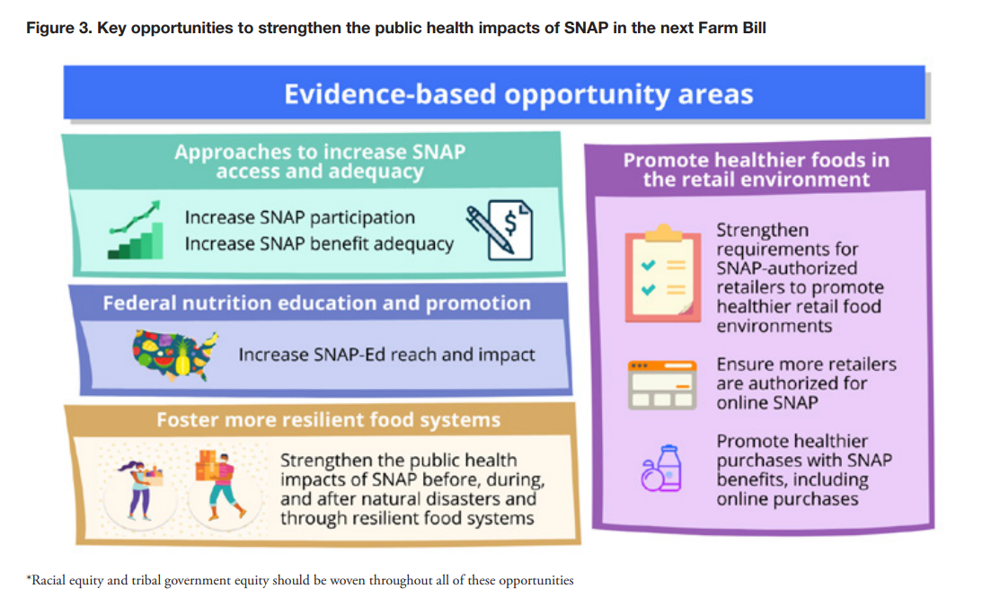 Figure 3. Key opportunities to strengthen the public health impacts of SNAP in the next Farm Bill
Evidence-based opportunity areas
Approaches to increase SNAP
access and adequacy
Increase SNAP participation
Increase SNAP benefit adequacy
$
Federal nutrition education and promotion
Increase SNAP-Ed reach and impact
Foster more resilient food systems
Strengthen the public health
impacts of SNAP before, during,
and after natural disasters and
through resilient food systems
Promote healthier foods in
the retail environment
Strengthen
requirements for
SNAP-authorized
retailers to promote
healthier retail food
environments
Ensure more retailers
are authorized for
online SNAP
Promote healthier
purchases with SNAP
benefits, including
online purchases
*Racial equity and tribal government equity should be woven throughout all of these opportunities